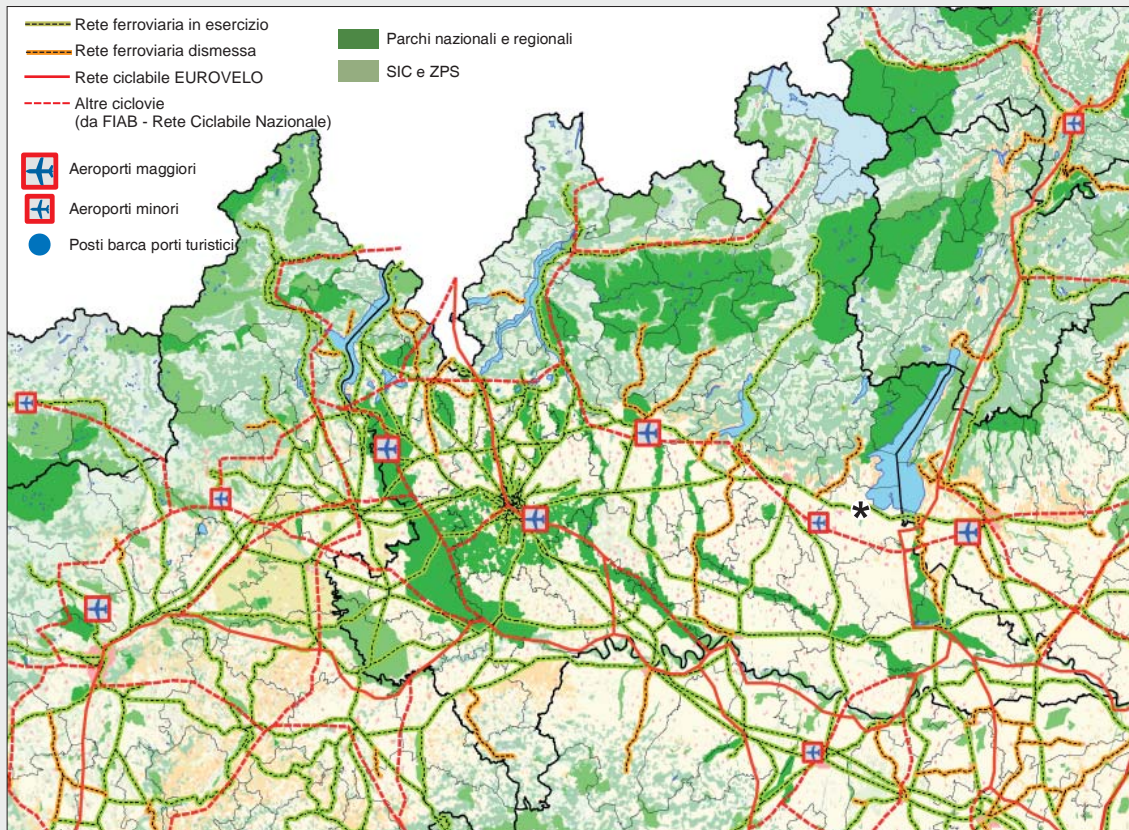 Rete ferroviaria in esercizio
Rete ferroviaria dismessa
Rete ciclabile EUROVELO
Altre ciclovie
(da FIAB - Rete Ciclabile Nazionale)
Aeroporti maggiori
Aeroporti minori
Posti barca porti turistici
Parchi nazionali e regionali
SIC e ZPS
*